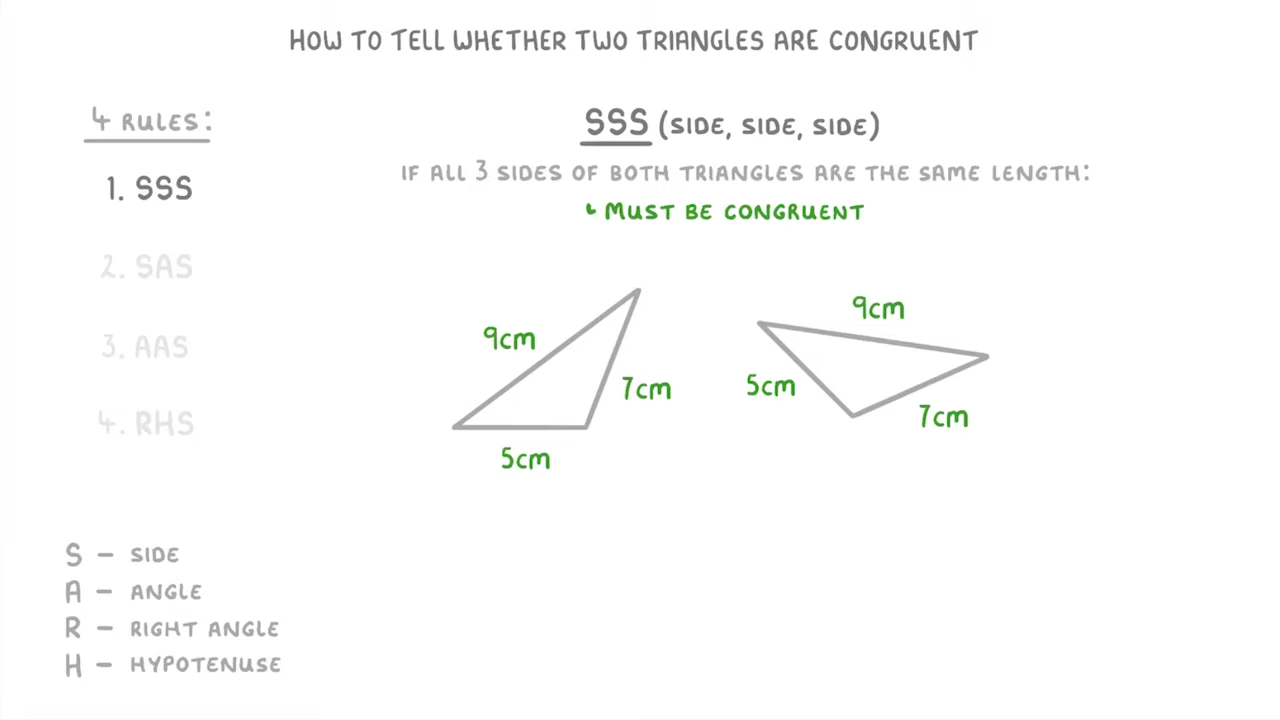 HOW TO TELL WHETHER TWO TRIANGLES ARE CONGRUENT
4 RULES:
1. SSS
2. SAS
3. AAS
4. RHS
SSS (SIDE, SIDE, SIDE)
IF ALL 3 SIDES OF BOTH TRIANGLES ARE THE SAME LENGTH:
MUST BE CONGRUENT
9cm
7cm
5cm
9cm
5cm
7cm
S – SIDE
A – ANGLE
R – RIGHT ANGLE
H – HYPOTENUSE